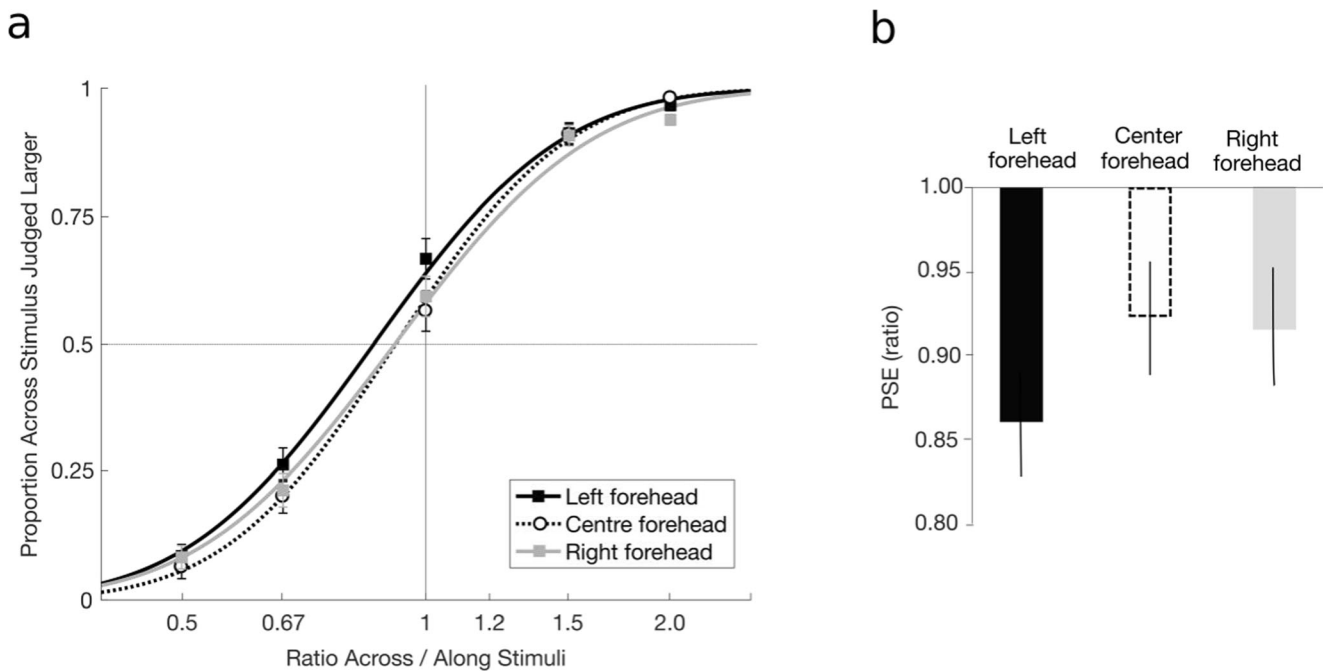 a
Proportion Across Stimulus Judged Larger
1
0.75
0.5
0.25
0
0.5
0.67
1
1.2
1.5
2.0
Ratio Across / Along Stimuli
Left forehead
Centre forehead
Right forehead
b
Left
forehead
Center
forehead
Right
forehead
PSE (ratio)
1.00
0.95
0.90
0.85
0.80